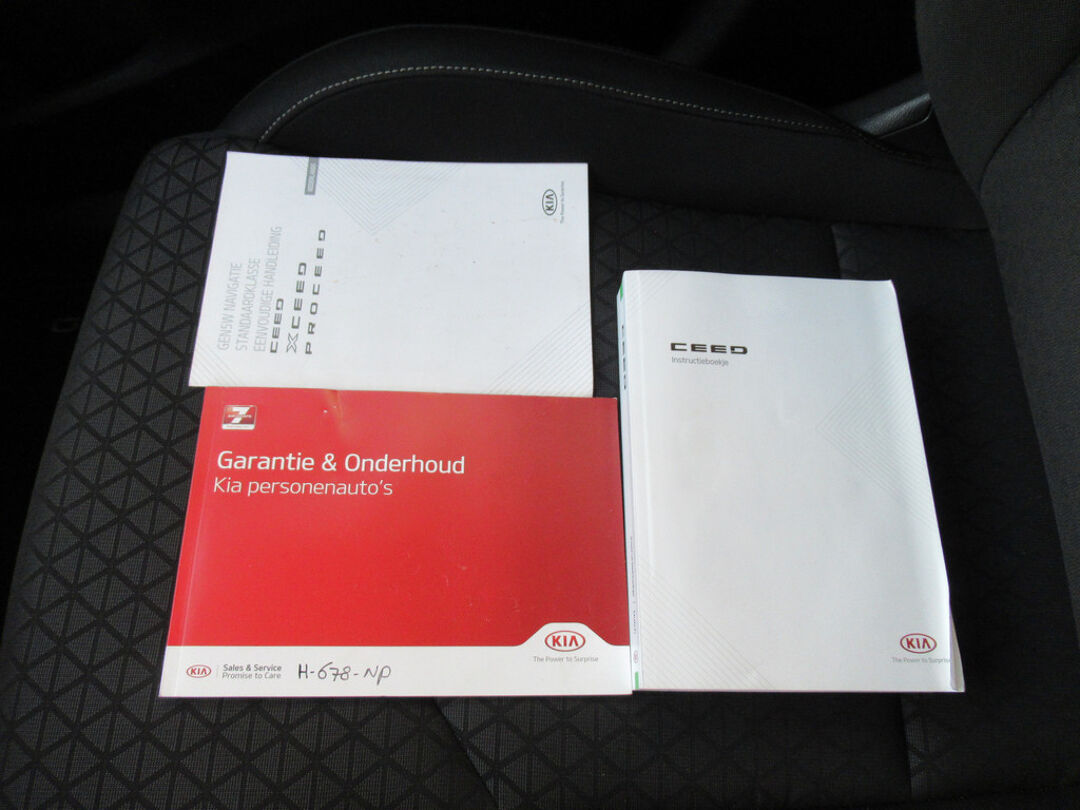 GEN5W NAVIGATIE
STANDAARDKLASSE
EENVOUDIGE HANDLEIDING
CEED
XCEED
PROCEED
KIA
The Power to Surprise
7
Garantie & Onderhoud
Kia personenauto's
KIA
The Power to Surprise
KIA
Sales & Service
Promise to Care
H-678-NP
CEED
Instructieboekje
KIA
The Power to Surprise